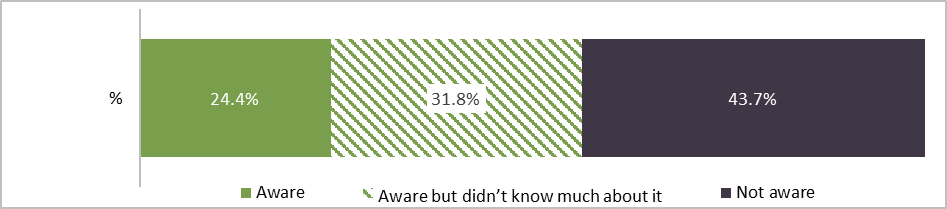 % 24.4% 31.8% 43.7%
Aware Aware but didn’t know much about it Not aware